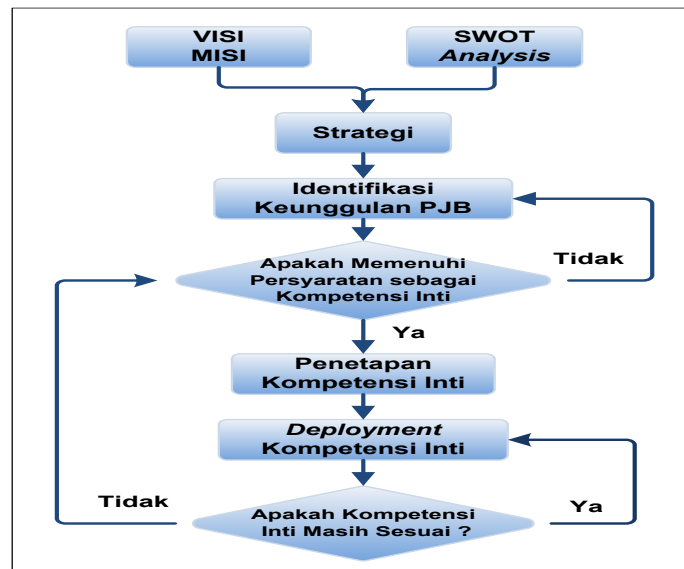 VISI
MISI
SWOT
Analysis
Strategi
Identifikasi
Keunggulan PJB
Apakah Memenuhi
Persyaratan sebagai
Kompetensi Inti
Tidak
Ya
Penetapan
Kompetensi Inti
Deployment
Kompetensi Inti
Tidak
Ya
Apakah Kompetensi
Inti Masih Sesuai ?